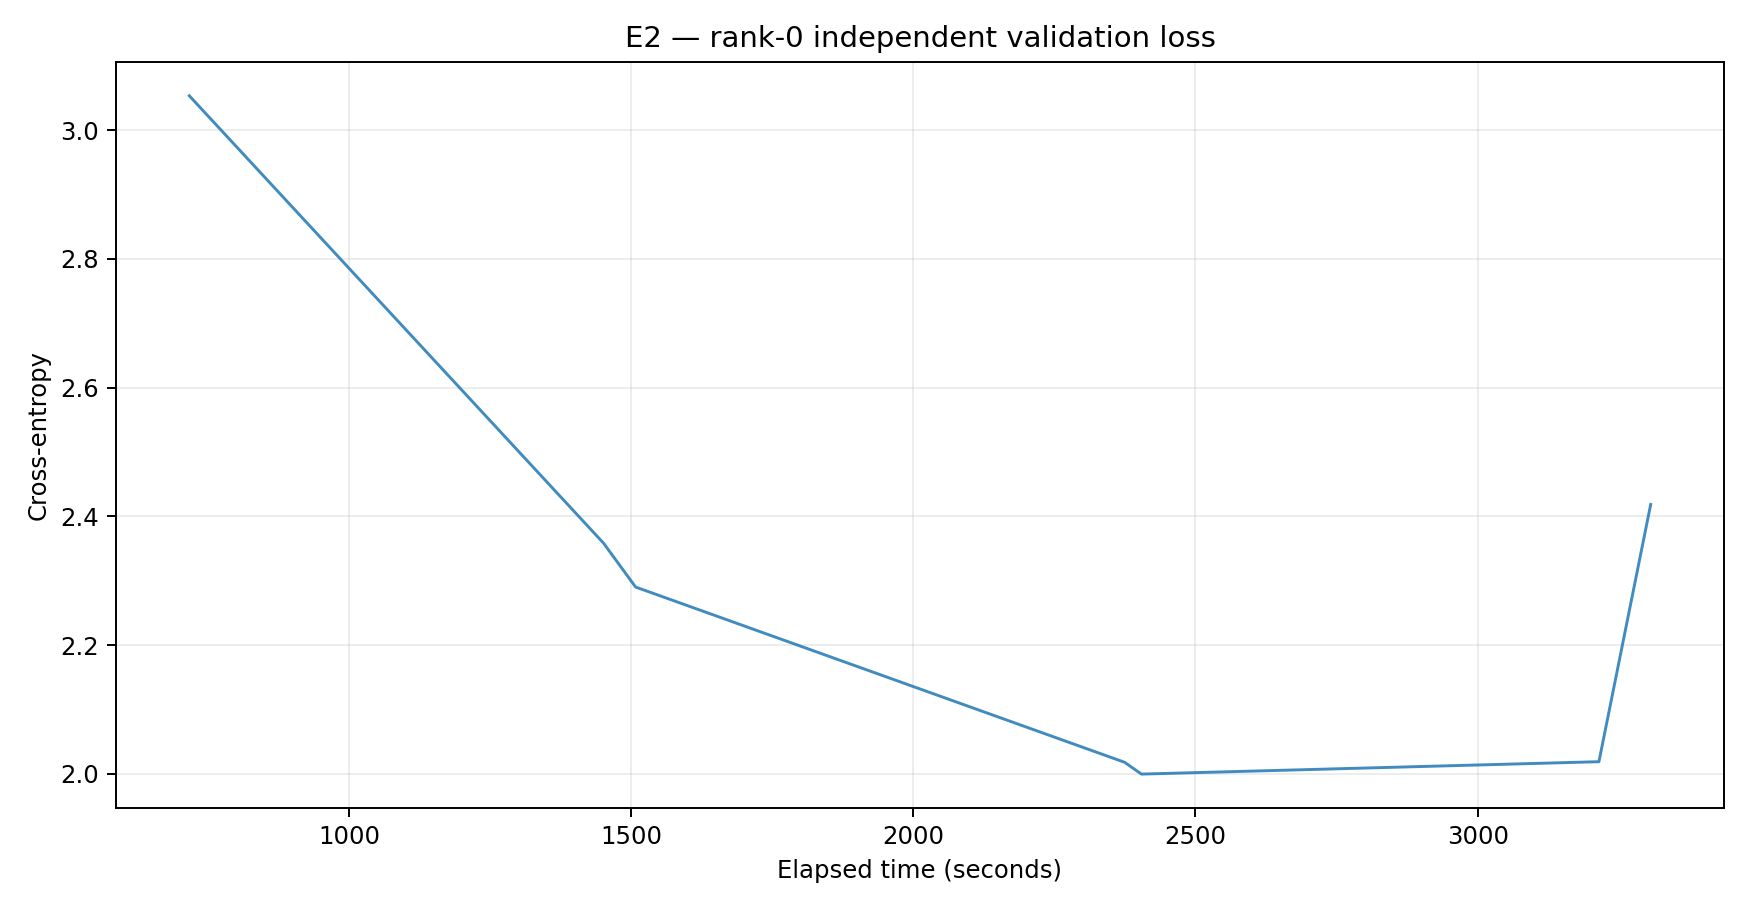 E2 — rank-0 independent validation loss
Cross-entropy
3.0
2.8
2.6
2.4
2.2
2.0
1000 1500 2000 2500 3000
Elapsed time (seconds)